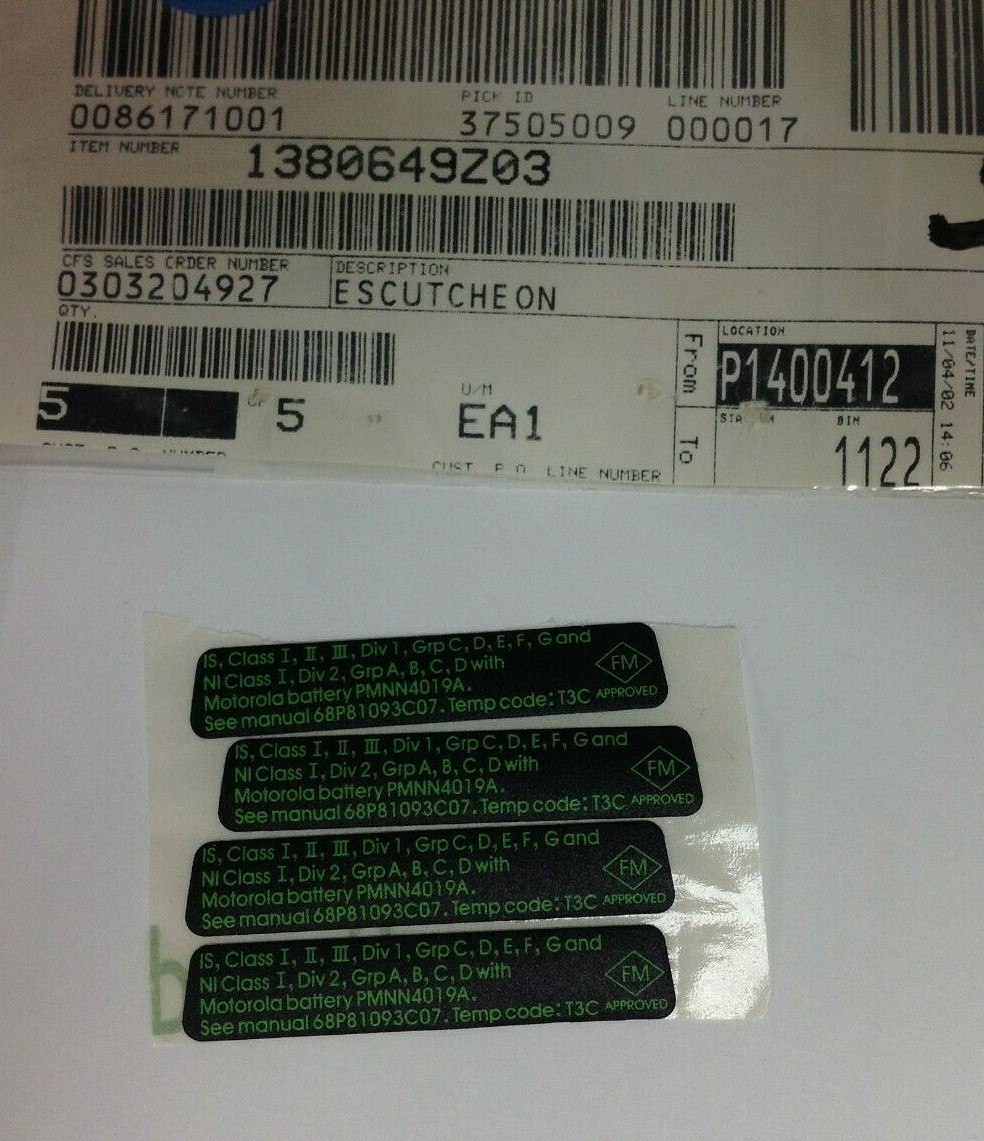 DELIVERY NOTE NUMBER PICK ID LINE NUMBER
0086171001 37505009 000017
ITEM NUMBER 1380649Z03
CFS SALES ORDER NUMBER DESCRIPTION
0303204927 ESCUTCHEON
QTY.
5 5
U/M
EA1
From
To
LOCATION
P1400412
BIN
1122
DATE/TIME
11/04/02 14:06
CUST P.O. LINE NUMBER
IS, Class I, II, III, Div 1, Grp C, D, E, F, G and
NI Class I, Div 2, Grp A, B, C, D with
Motorola battery PMNN4019A.
See manual 68P81093C07. Temp code: T3C
FM
APPROVED
IS, Class I, II, III, Div 1, Grp C, D, E, F, G and
NI Class I, Div 2, Grp A, B, C, D with
Motorola battery PMNN4019A.
See manual 68P81093C07. Temp code: T3C
FM
APPROVED
IS, Class I, II, III, Div 1, Grp C, D, E, F, G and
NI Class I, Div 2, Grp A, B, C, D with
Motorola battery PMNN4019A.
See manual 68P81093C07. Temp code: T3C
FM
APPROVED
IS, Class I, II, III, Div 1, Grp C, D, E, F, G and
NI Class I, Div 2, Grp A, B, C, D with
Motorola battery PMNN4019A.
See manual 68P81093C07. Temp code: T3C
FM
APPROVED
b